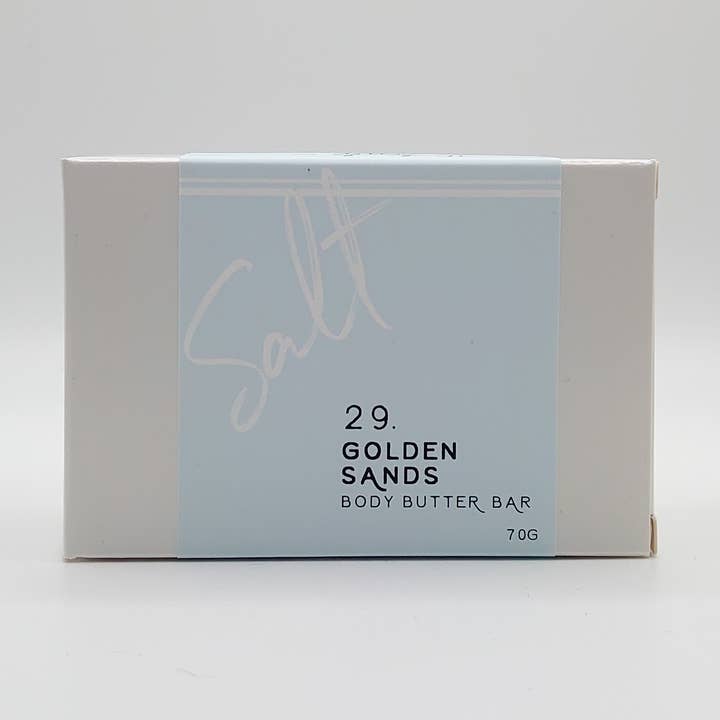 Salt
29.
GOLDEN
SANDS
BODY BUTTER BAR
70G